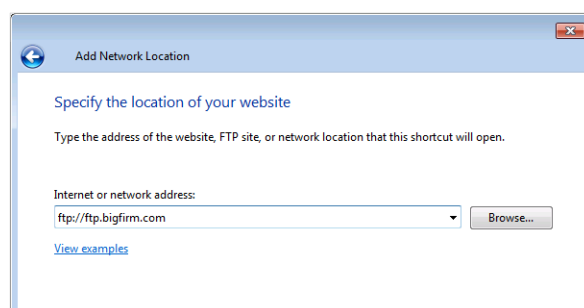 Add Network Location
Specify the location of your website
Type the address of the website, FTP site, or network location that this shortcut will open.
Internet or network address:
ftp://ftp.bigfirm.com
Browse...
View examples